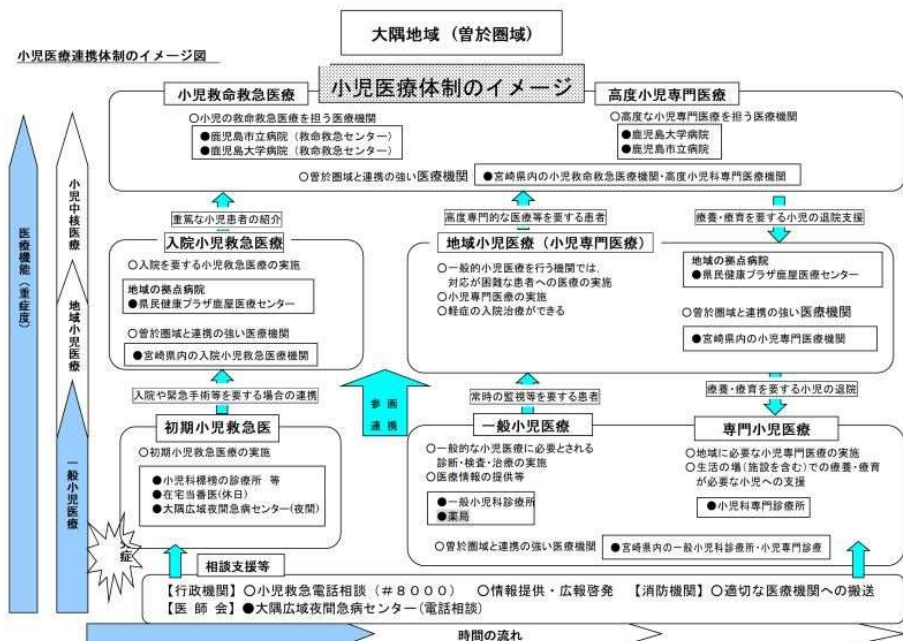 大隅地域（曽於圏域）
小児医療連携体制のイメージ図
小児医療体制のイメージ
小児救命救急医療
○小児の救命救急医療を担う医療機関
●鹿児島市立病院（救命救急センター）
●鹿児島大学病院（救命救急センター）
高度小児専門医療
○高度な小児専門医療を担う医療機関
●鹿児島大学病院
●鹿児島市立病院
○曽於圏域と連携の強い医療機関
●宮崎県内の小児救命救急医療機関・高度小児科専門医療機関
重篤な小児患者の紹介
高度専門的な医療等を要する患者
療養・療育を要する小児の退院支援
入院小児救急医療
○入院を要する小児救急医療の実施
地域の拠点病院
●県民健康プラザ鹿屋医療センター
○曽於圏域と連携の強い医療機関
●宮崎県内の入院小児救急医療機関
地域小児医療（小児専門医療）
○一般的小児医療を行う機関では，
対応が困難な患者への医療の実施
○小児専門医療の実施
○軽症の入院治療ができる
地域の拠点病院
●県民健康プラザ鹿屋医療センター
○曽於圏域と連携の強い医療機関
●宮崎県内の小児専門医療機関
入院や緊急手術等を要する場合の連携
参画
連携
常時の監視等を要する患者
療養・療育を要する小児の退院
初期小児救急医
○初期小児救急医療の実施
●小児科標榜の診療所 等
●在宅当番医(休日)
●大隅広域夜間急病センター(夜間)
一般小児医療
○一般的な小児医療に必要とされる
診断・検査・治療の実施
○医療情報の提供等
●一般小児科診療所
●薬局
専門小児医療
○地域に必要な小児専門医療の実施
○生活の場（施設を含む）での療養・療育
が必要な小児への支援
●小児科専門診療所
○曽於圏域と連携の強い医療機関
●宮崎県内の一般小児科診療所・小児専門診療
医療機能（重症度）
小児中核医療
地域小児医療
一般小児医療
症
相談支援等
【行政機関】○小児救急電話相談（＃８０００） ○情報提供・広報啓発 【消防機関】○適切な医療機関への搬送
【医 師 会】●大隅広域夜間急病センター(電話相談)
時間の流れ